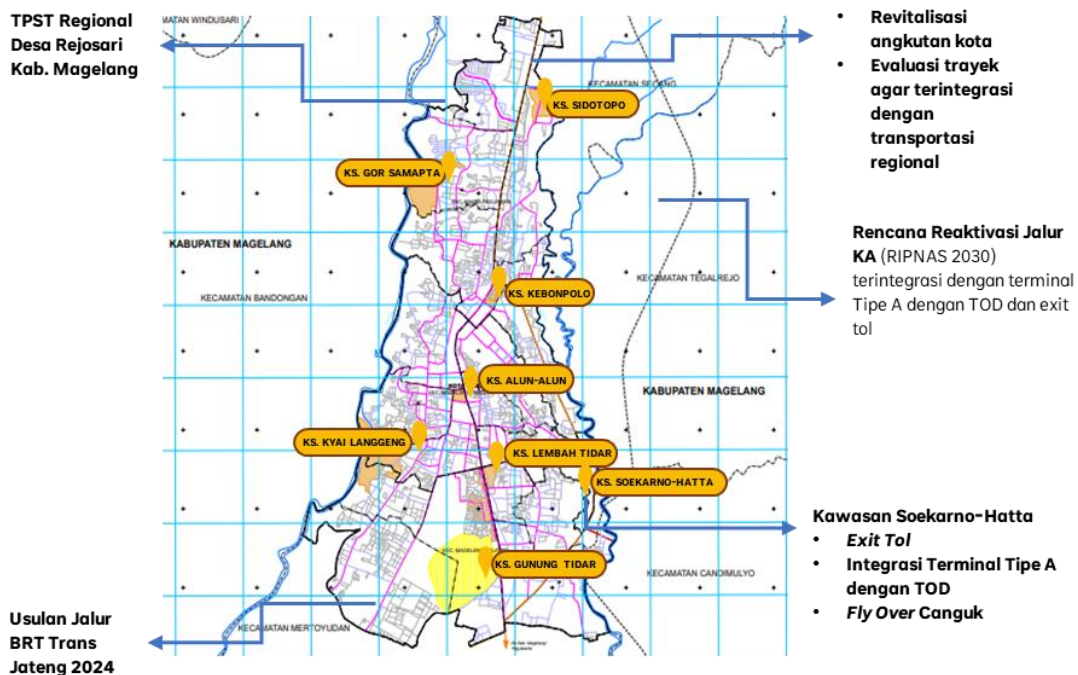 TPST Regional
Desa Rejosari
Kab. Magelang
KECAMATAN SECANG
KS. SIDOTOPO
KS. GOR SAMAPTA
KABUPATEN MAGELANG
KECAMATAN BANDONGAN
KECAMATAN TEGALREJO
KS. KEBONPOLO
KS. ALUN-ALUN
KABUPATEN MAGELANG
KS. KYAI LANGGENG
KS. LEMBAH TIDAR
KS. SOEKARNO-HATTA
KS. GUNUNG TIDAR
KECAMATAN CANDIMULYO
KECAMATAN MERTOYUDAN
• Revitalisasi
angkutan kota
• Evaluasi trayek
agar terintegrasi
dengan
transportasi
regional
Rencana Reaktivasi Jalur
KA (RIPNAS 2030)
terintegrasi dengan terminal
Tipe A dengan TOD dan exit
tol
Kawasan Soekarno-Hatta
• Exit Tol
• Integrasi Terminal Tipe A
dengan TOD
• Fly Over Canguk
Usulan Jalur
BRT Trans
Jateng 2024